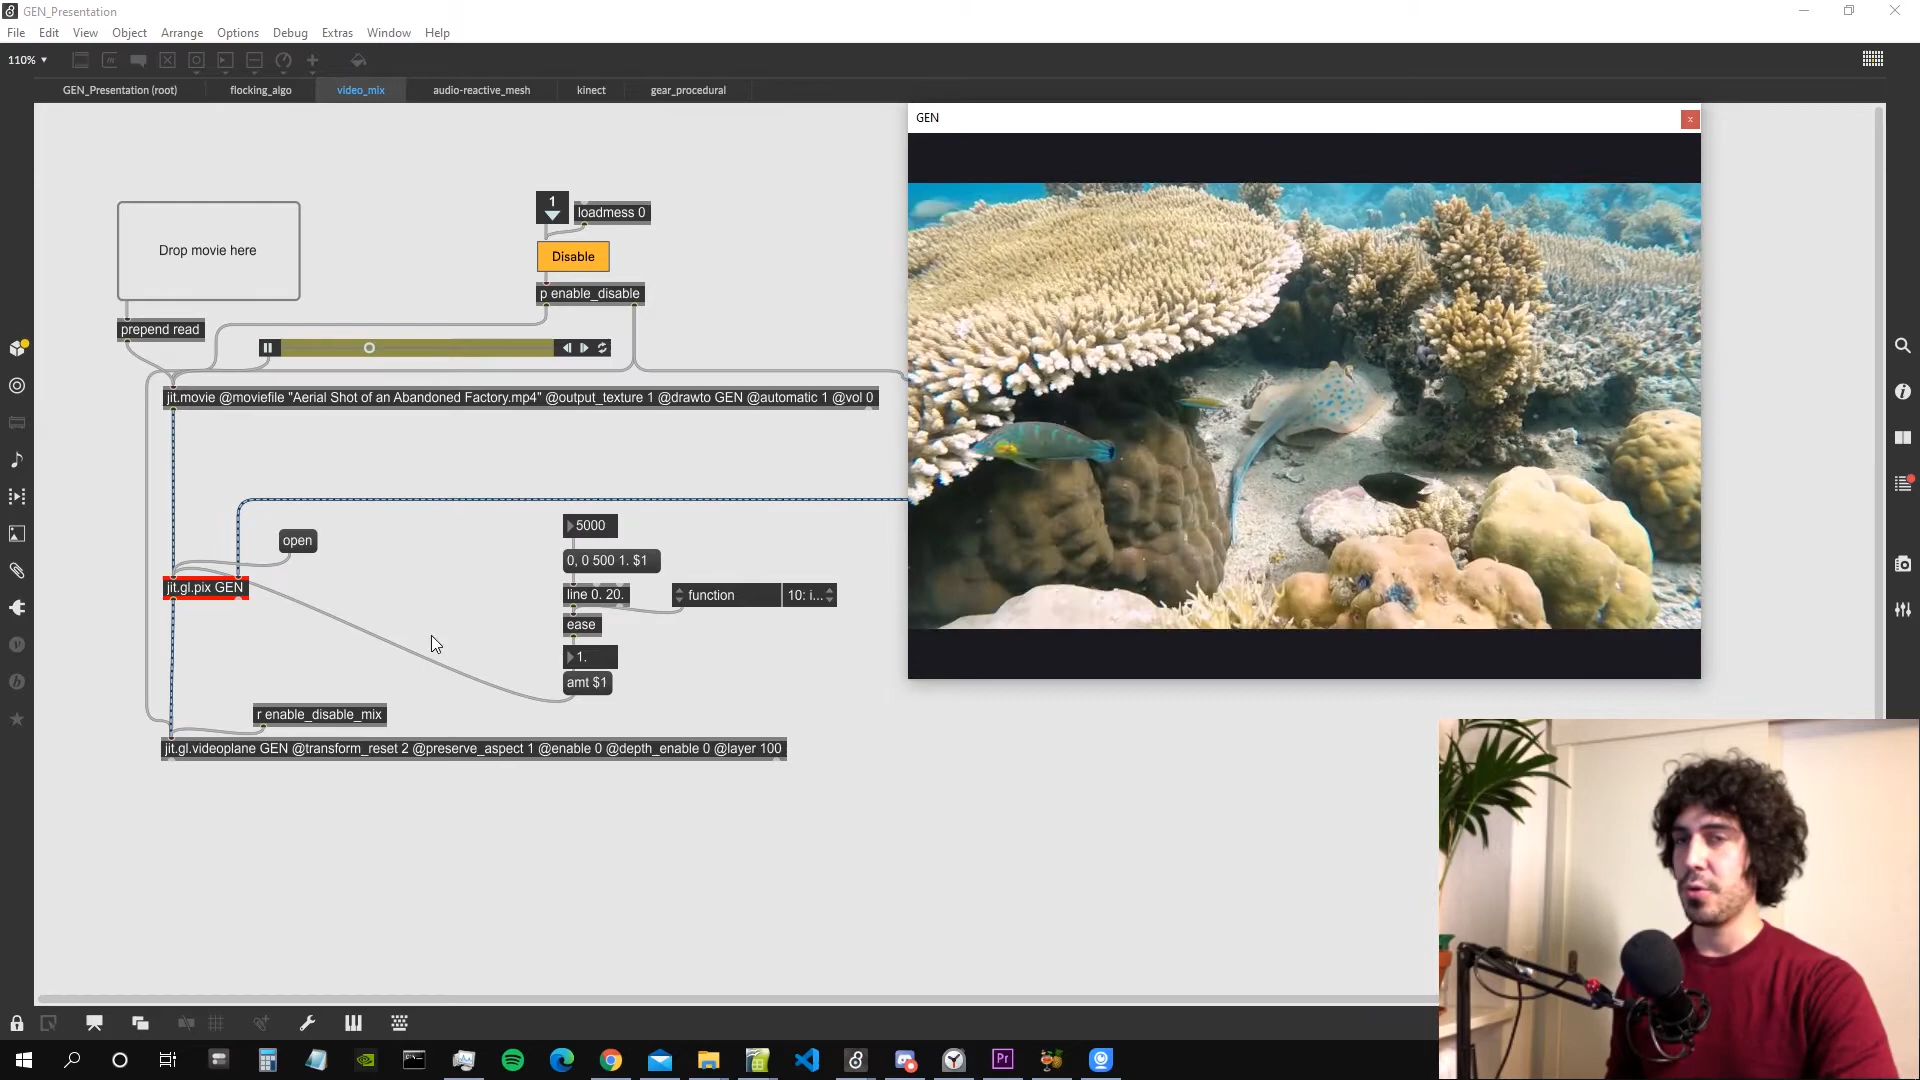 GEN_Presentation
File Edit View Object Arrange Options Debug Extras Window Help
110%
GEN_Presentation (root) flocking_algo video_mix audio-reactive_mesh kinect gear_procedural
GEN
x
Drop movie here
1
loadmess 0
Disable
p enable_disable
prepend read
jit.movie @moviefile "Aerial Shot of an Abandoned Factory.mp4" @output_texture 1 @drawto GEN @automatic 1 @vol 0
5000
open
0, 0 500 1. $1
jit.gl.pix GEN
line 0. 20.
function
10: i...
ease
1.
amt $1
r enable_disable_mix
jit.gl.videoplane GEN @transform_reset 2 @preserve_aspect 1 @enable 0 @depth_enable 0 @layer 100
Pr